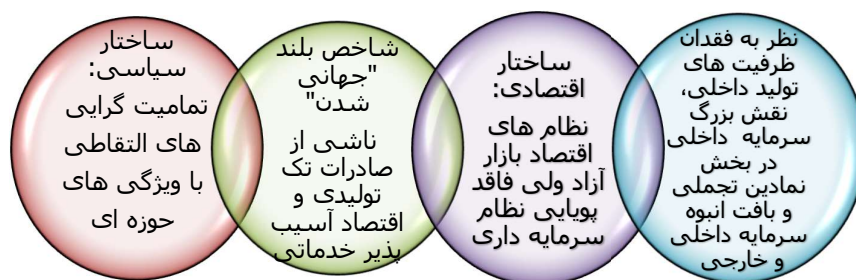 نظر به فقدان
ظرفیت های
تولید داخلی،
نقش بزرگ
سرمایه داخلی
در بخش
نمادین تجملی
و بافت انبوه
سرمایه داخلی
و خارجی
ساختار
اقتصادی:
نظام های
اقتصاد بازار
آزاد ولی فاقد
پویایی نظام
سرمایه داری
شاخص بلند
"جهانی
شدن"
ناشی از
صادرات تک
تولیدی و
اقتصاد آسیب
پذیر خدماتی
ساختار
سیاسی:
تمامیت گرایی
های التقاطی
با ویژگی های
حوزه ای